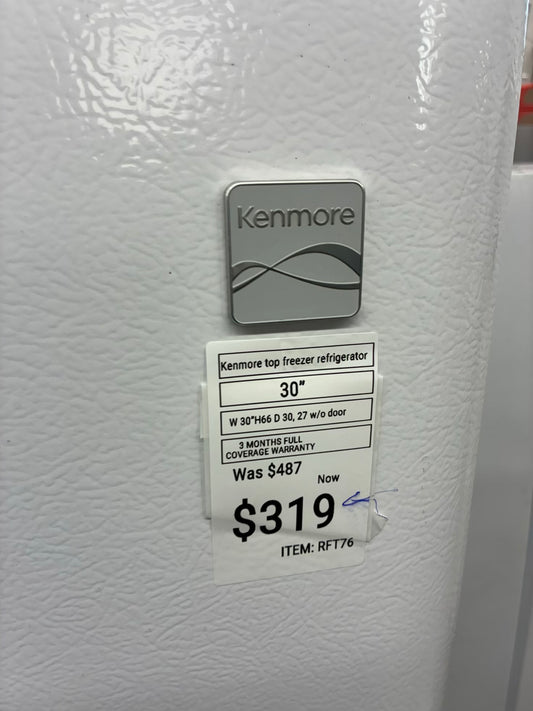 Kenmore
Kenmore top freezer refrigerator
30"
W 30"H66 D 30, 27 w/o door
3 MONTHS FULL
COVERAGE WARRANTY
Was $487
Now
$319
ITEM: RFT76